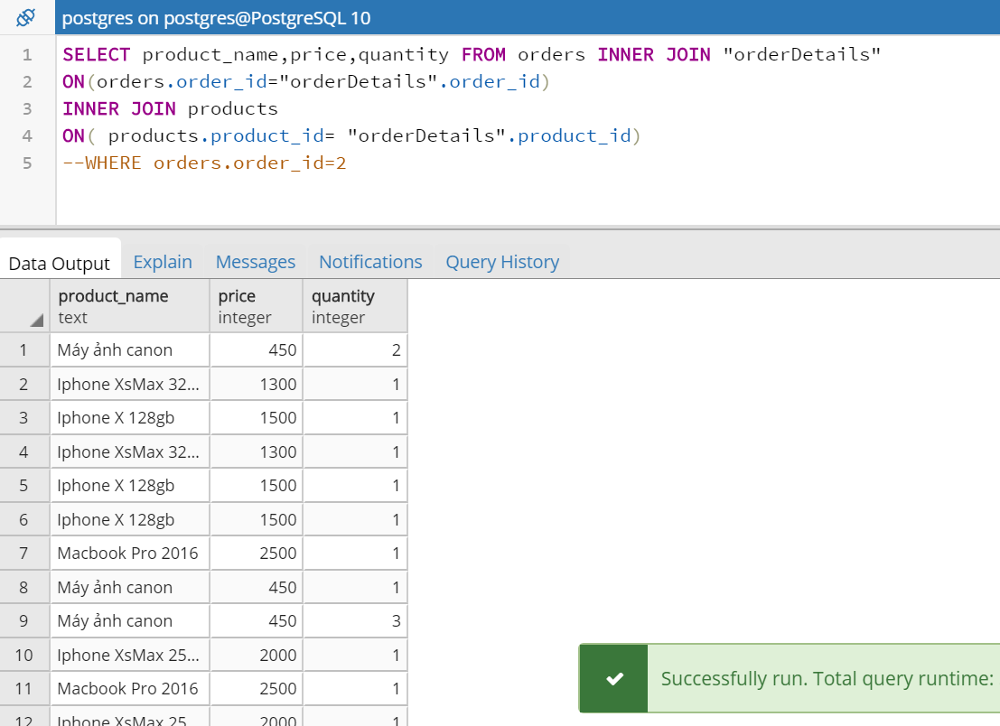 postgres on postgres@PostgreSQL 10
1 SELECT product_name,price,quantity FROM orders INNER JOIN "orderDetails"
2 ON(orders.order_id="orderDetails".order_id)
3 INNER JOIN products
4 ON( products.product_id= "orderDetails".product_id)
5 --WHERE orders.order_id=2
Data Output Explain Messages Notifications Query History
product_name price quantity
text integer integer
1 Máy ảnh canon 450 2
2 Iphone XsMax 32... 1300 1
3 Iphone X 128gb 1500 1
4 Iphone XsMax 32... 1300 1
5 Iphone X 128gb 1500 1
6 Iphone X 128gb 1500 1
7 Macbook Pro 2016 2500 1
8 Máy ảnh canon 450 1
9 Máy ảnh canon 450 3
10 Iphone XsMax 25... 2000 1
11 Macbook Pro 2016 2500 1
12 Iphone XsMax 25... 2000 1
Successfully run. Total query runtime: